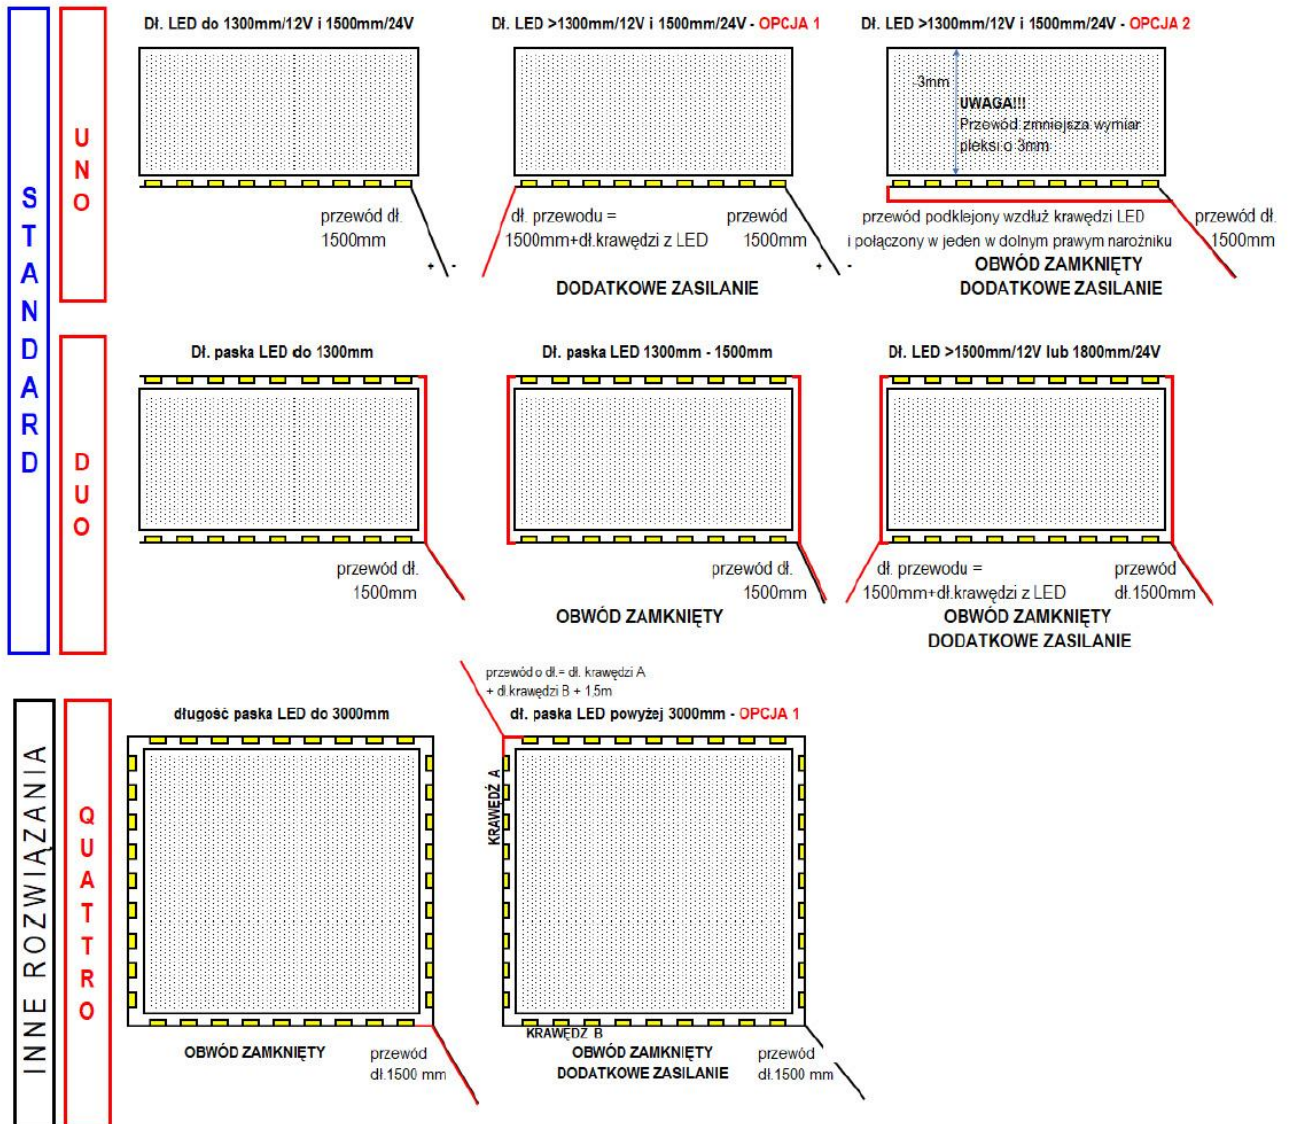 STANDARD
UNO
Dł. LED do 1300mm/12V i 1500mm/24V
przewód dł.
1500mm
+ -
Dł. LED >1300mm/12V i 1500mm/24V - OPCJA 1
dł. przewodu =
1500mm+dł.krawędzi z LED
przewód
1500mm
+ -
DODATKOWE ZASILANIE
Dł. LED >1300mm/12V i 1500mm/24V - OPCJA 2
-3mm
UWAGA!!!
Przewód zmniejsza wymiar
pleksi o 3mm
przewód podklejony wzdłuż krawędzi LED
i połączony w jeden w dolnym prawym narożniku
przewód dł.
1500mm
OBWÓD ZAMKNIĘTY
DODATKOWE ZASILANIE
DUO
Dł. paska LED do 1300mm
przewód dł.
1500mm
Dł. paska LED 1300mm - 1500mm
przewód dł.
1500mm
OBWÓD ZAMKNIĘTY
Dł. LED >1500mm/12V lub 1800mm/24V
dł. przewodu =
1500mm+dł.krawędzi z LED
przewód
dł.1500mm
OBWÓD ZAMKNIĘTY
DODATKOWE ZASILANIE
INNE ROZWIĄZANIA
QUATTRO
długość paska LED do 3000mm
OBWÓD ZAMKNIĘTY
przewód
dł.1500 mm
przewód o dł.= dł. krawędzi A
+ dł.krawędzi B + 1,5m
dł. paska LED powyżej 3000mm - OPCJA 1
KRAWĘDŹ A
KRAWĘDŹ B
OBWÓD ZAMKNIĘTY
DODATKOWE ZASILANIE
przewód
dł.1500 mm